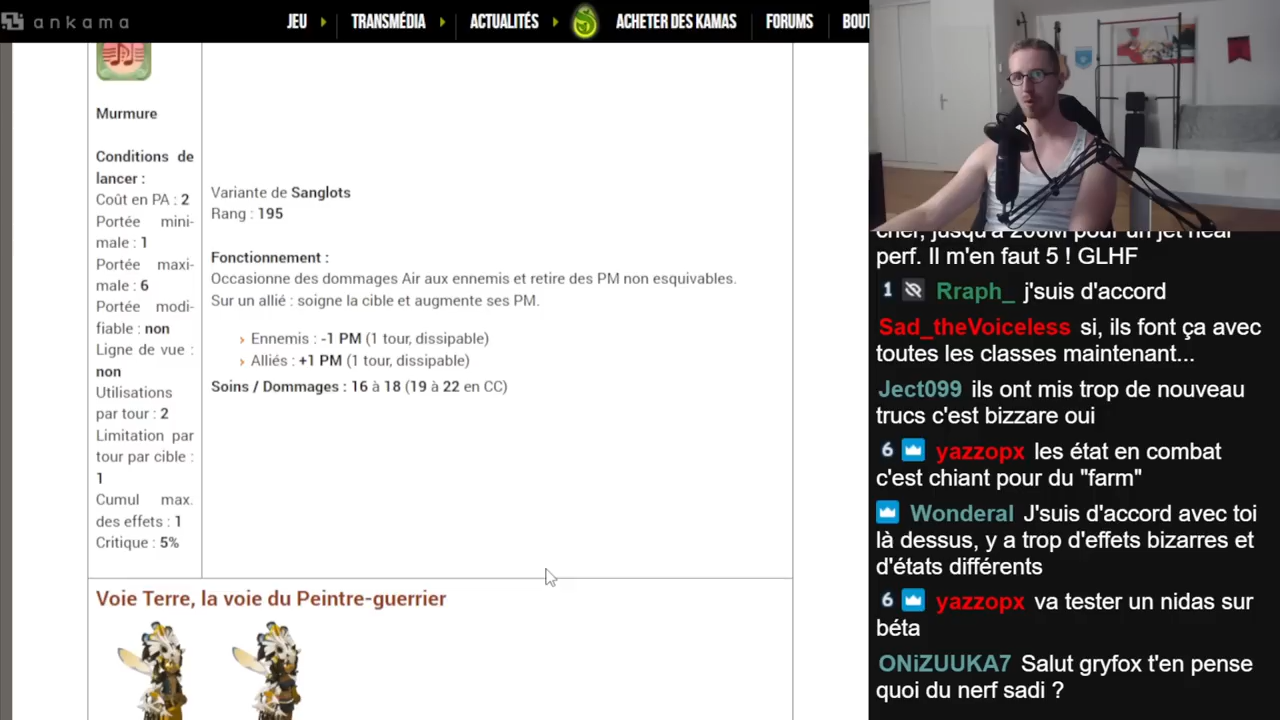 ankama
JEU
TRANSMÉDIA
ACTUALITÉS
ACHETER DES KAMAS
FORUMS
BOUT
Murmure
Conditions de
lancer :
Coût en PA : 2
Portée mini-
male : 1
Portée maxi-
male : 6
Portée modi-
fiable : non
Ligne de vue :
non
Utilisations
par tour : 2
Limitation par
tour par cible :
1
Cumul max.
des effets : 1
Critique : 5%
Variante de Sanglots
Rang : 195
Fonctionnement :
Occasionne des dommages Air aux ennemis et retire des PM non esquivables.
Sur un allié : soigne la cible et augmente ses PM.
› Ennemis : -1 PM (1 tour, dissipable)
› Alliés : +1 PM (1 tour, dissipable)
Soins / Dommages : 16 à 18 (19 à 22 en CC)
Voie Terre, la voie du Peintre-guerrier
cher, jusqu'à 200M pour un jet near
perf. Il m'en faut 5 ! GLHF
1 Rraph_ j'suis d'accord
Sad_theVoiceless si, ils font ça avec
toutes les classes maintenant...
Ject099 ils ont mis trop de nouveau
trucs c'est bizzare oui
6 yazzopx les état en combat
c'est chiant pour du "farm"
Wonderal J'suis d'accord avec toi
là dessus, y a trop d'effets bizarres et
d'états différents
6 yazzopx va tester un nidas sur
béta
ONiZUUKA7 Salut gryfox t'en pense
quoi du nerf sadi ?